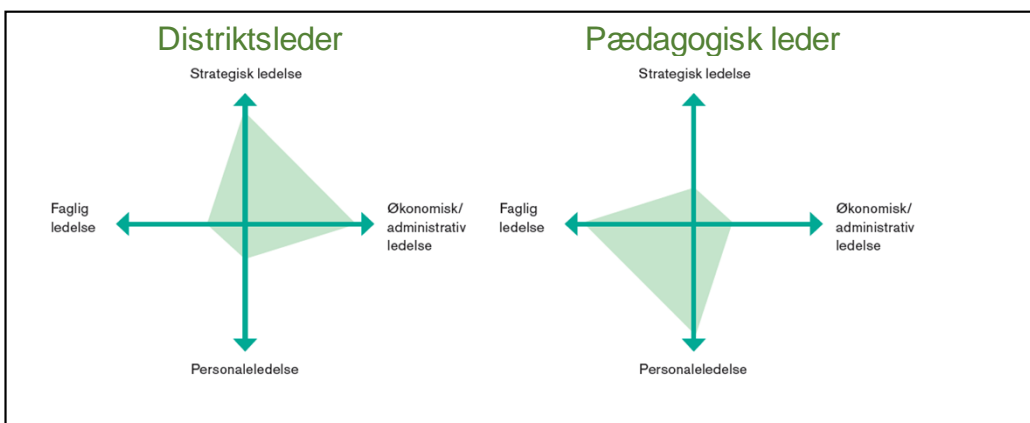 Distriktsleder
Strategisk ledelse
Faglig
ledelse
Økonomisk/
administrativ
ledelse
Personaleledelse
Pædagogisk leder
Strategisk ledelse
Faglig
ledelse
Økonomisk/
administrativ
ledelse
Personaleledelse